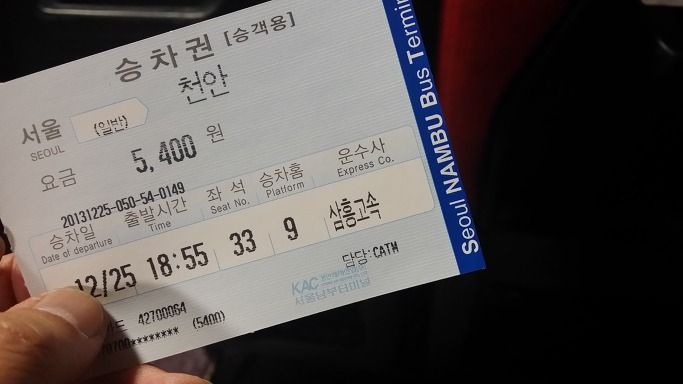 승차권 [승객용]
서울 (일반) 천안
SEOUL
요금 5,400 원
20131225-050-54-0149
승차일 출발시간 좌 석 승차홈 운수사
Date of departure Time Seat No. Platform Express Co.
12/25 18:55 33 9 삼흥고속
담당:CATM
KAC
서울남부터미널
카드 42700064
******** (5400)
Seoul NAMBU Bus Termin